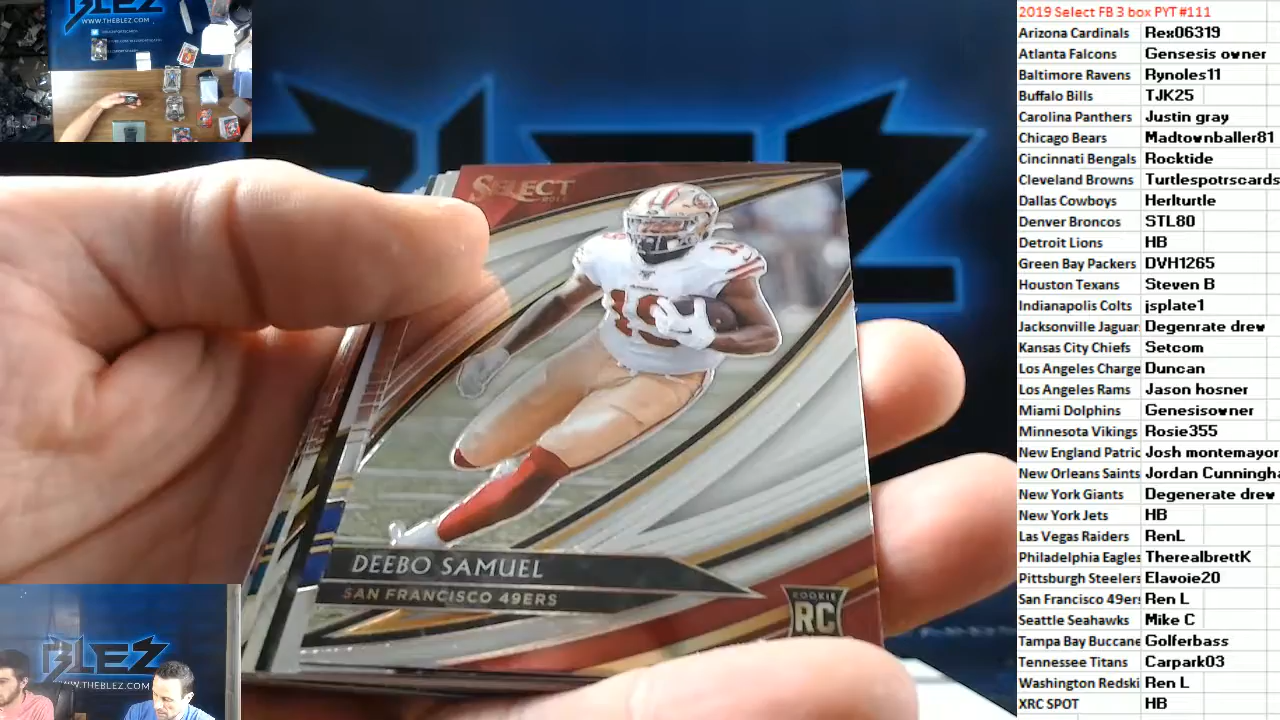 BLEZ
WWW.THEBLEZ.COM
SELECT
19
DEEBO SAMUEL
SAN FRANCISCO 49ERS
ROOKIE
RC
BLEZ
WWW.THEBLEZ.COM
2019 Select FB 3 box PYT #111
Arizona Cardinals Rex06319
Atlanta Falcons Gensesis owner
Baltimore Ravens Rynoles11
Buffalo Bills TJK25
Carolina Panthers Justin gray
Chicago Bears Madtownballer81
Cincinnati Bengals Rocktide
Cleveland Browns Turtlespotrscards
Dallas Cowboys Herlturtle
Denver Broncos STL80
Detroit Lions HB
Green Bay Packers DVH1265
Houston Texans Steven B
Indianapolis Colts jsplate1
Jacksonville Jaguar Degenrate drew
Kansas City Chiefs Setcom
Los Angeles Charge Duncan
Los Angeles Rams Jason hosner
Miami Dolphins Genesisowner
Minnesota Vikings Rosie355
New England Patric Josh montemayor
New Orleans Saints Jordan Cunningha
New York Giants Degenerate drew
New York Jets HB
Las Vegas Raiders RenL
Philadelphia Eagles TherealbrettK
Pittsburgh Steelers Elavoie20
San Francisco 49ers Ren L
Seattle Seahawks Mike C
Tampa Bay Buccane Golferbass
Tennessee Titans Carpark03
Washington Redski Ren L
XRC SPOT HB